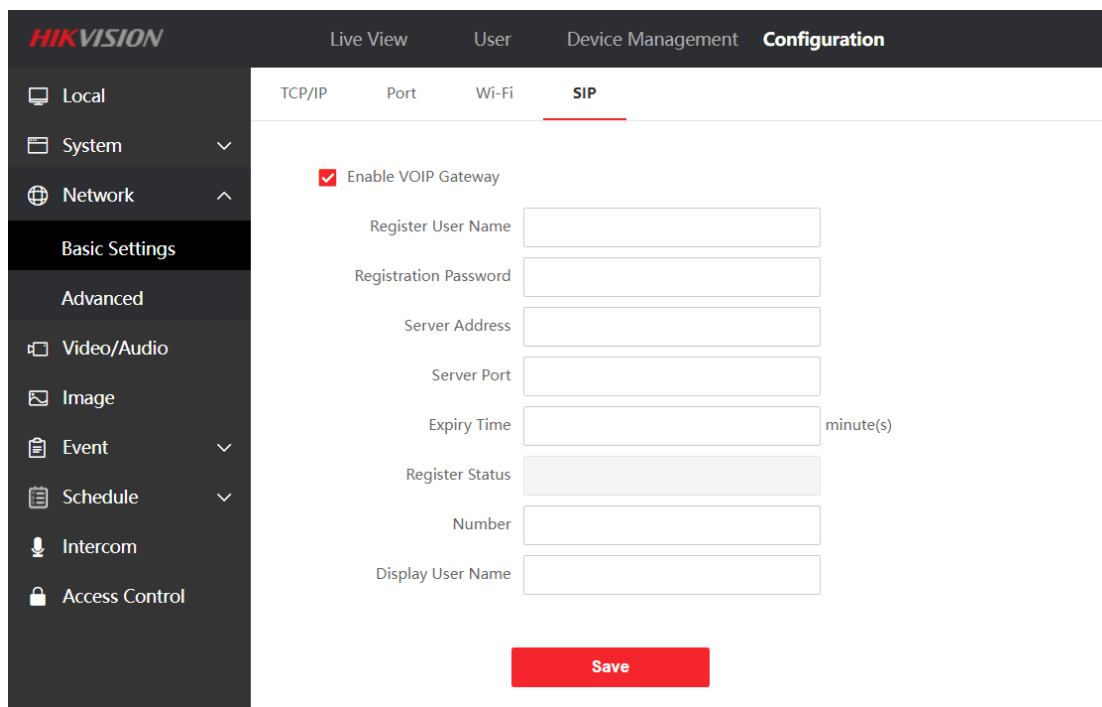 HIKVISION
Live View User Device Management Configuration
Local
System
Network
Basic Settings
Advanced
Video/Audio
Image
Event
Schedule
Intercom
Access Control
TCP/IP Port Wi-Fi SIP
Enable VOIP Gateway
Register User Name
Registration Password
Server Address
Server Port
Expiry Time minute(s)
Register Status
Number
Display User Name
Save